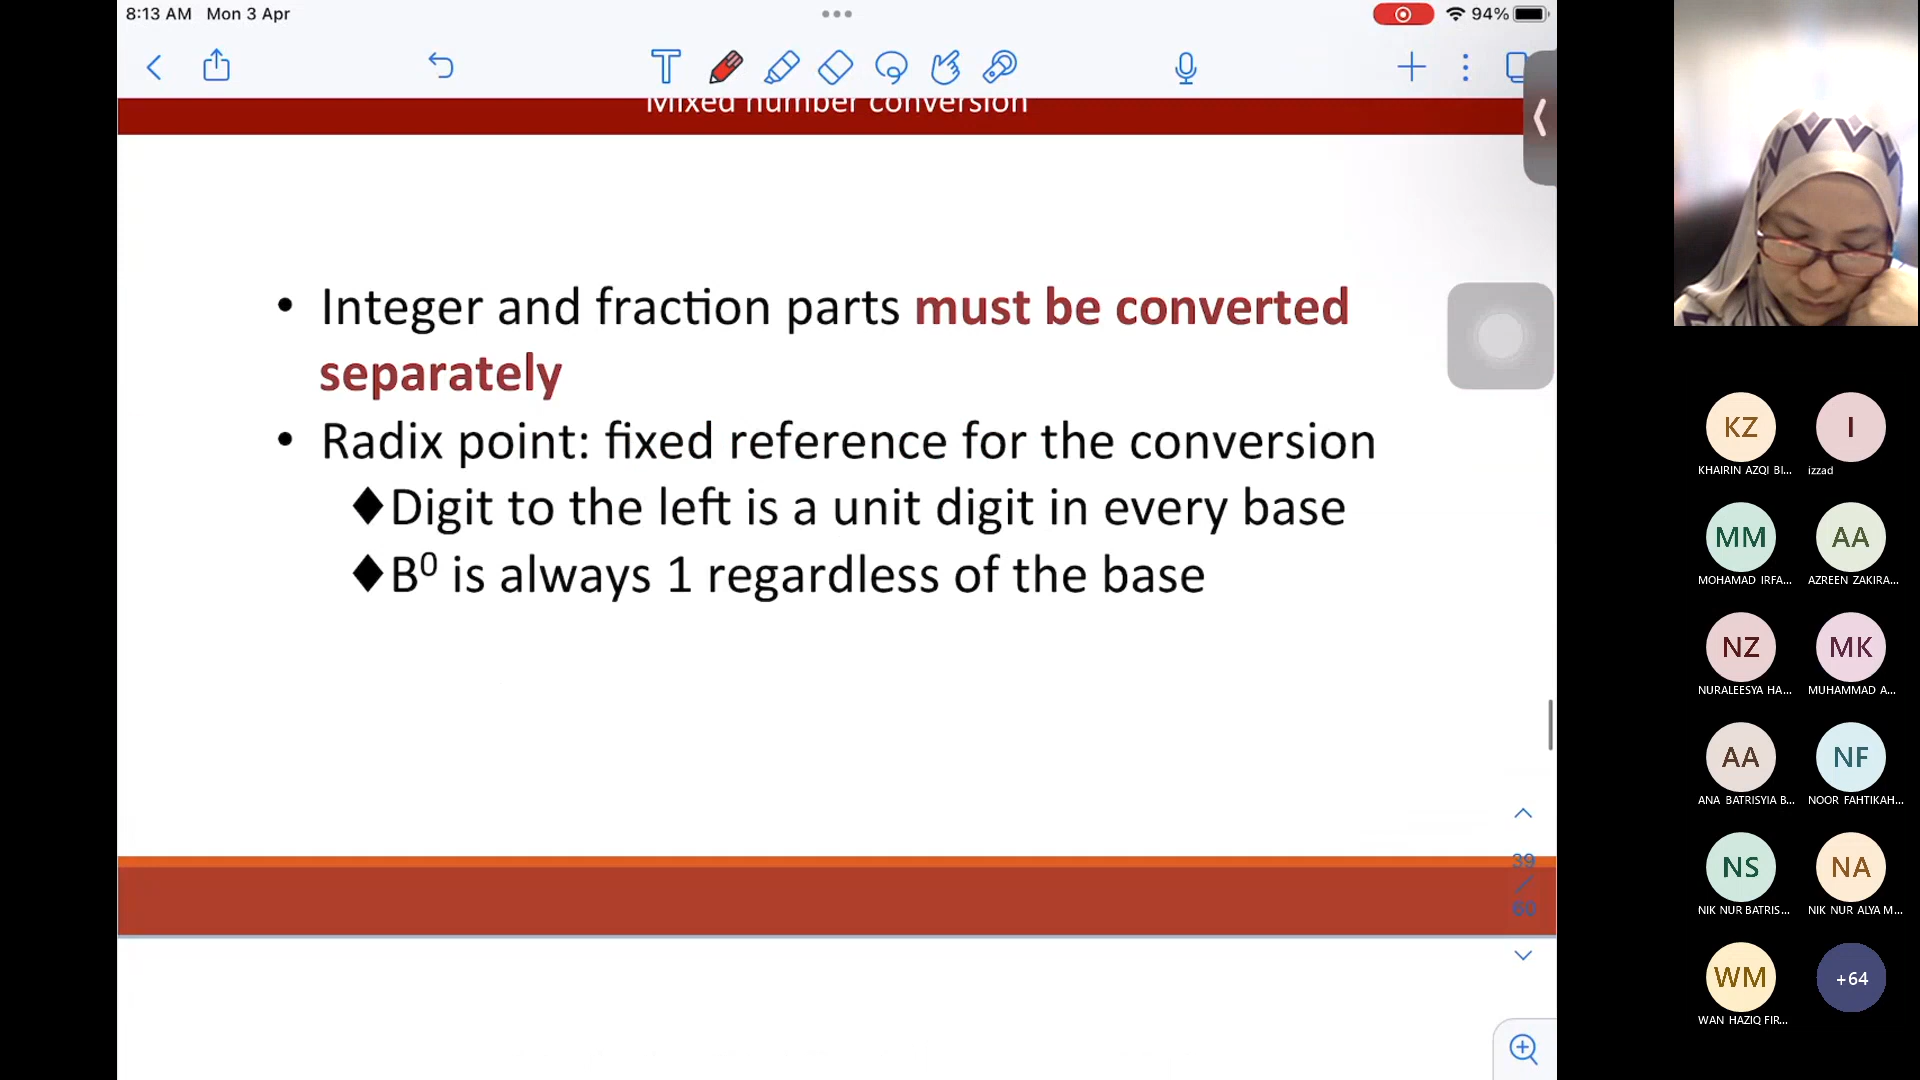 8:13 AM Mon 3 Apr
94%
Mixed number conversion
• Integer and fraction parts must be converted
separately
• Radix point: fixed reference for the conversion
♦Digit to the left is a unit digit in every base
♦B⁰ is always 1 regardless of the base
39
/
60
KZ
KHAIRIN AZQI BI...
I
izzad
MM
MOHAMAD IRFA...
AA
AZREEN ZAKIRA...
NZ
NURALEESYA HA...
MK
MUHAMMAD A...
AA
ANA BATRISYIA B...
NF
NOOR FAHTIKAH...
NS
NIK NUR BATRIS...
NA
NIK NUR ALYA M...
WM
WAN HAZIQ FIR...
+64